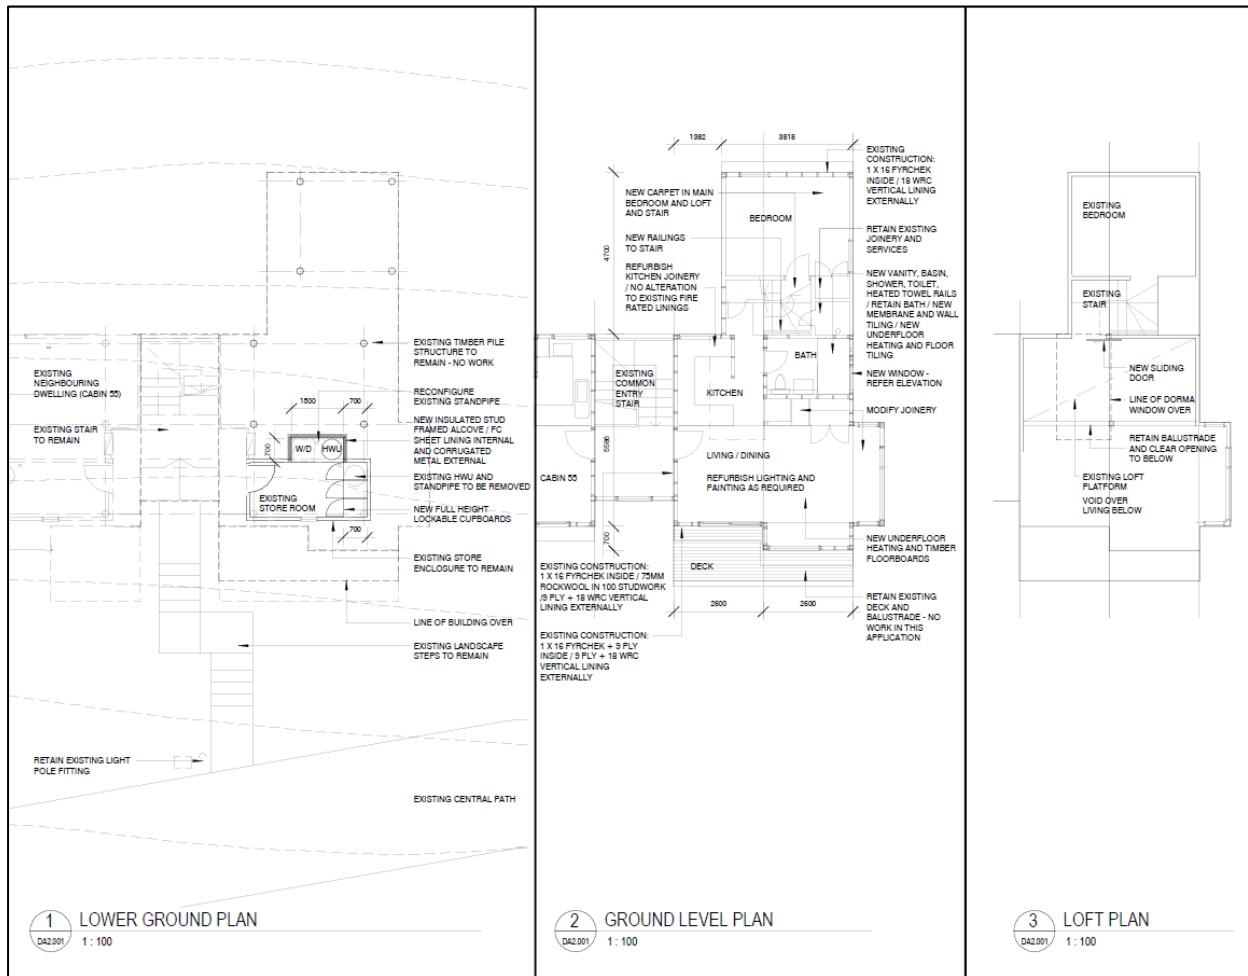 EXISTING
NEIGHBOURING
DWELLING (CABIN 55)
EXISTING STAIR
TO REMAIN
1500
700
700
W/D
HWU
EXISTING
STORE ROOM
700
EXISTING TIMBER PILE
STRUCTURE TO
REMAIN - NO WORK
RECONFIGURE
EXISTING STANDPIPE
NEW INSULATED STUD
FRAMED ALCOVE / FC
SHEET LINING INTERNAL
AND CORRUGATED
METAL EXTERNAL
EXISTING HWU AND
STANDPIPE TO BE REMOVED
NEW FULL HEIGHT
LOCKABLE CUPBOARDS
EXISTING STORE
ENCLOSURE TO REMAIN
LINE OF BUILDING OVER
EXISTING LANDSCAPE
STEPS TO REMAIN
RETAIN EXISTING LIGHT
POLE FITTING
EXISTING CENTRAL PATH
1
DA2.001
LOWER GROUND PLAN
1 : 100
1382
3818
4700
NEW CARPET IN MAIN
BEDROOM AND LOFT
AND STAIR
NEW RAILINGS
TO STAIR
REFURBISH
KITCHEN JOINERY
/ NO ALTERATION
TO EXISTING FIRE
RATED LININGS
BEDROOM
EXISTING
CONSTRUCTION:
1 X 16 FYRCHEK
INSIDE / 18 WRC
VERTICAL LINING
EXTERNALLY
RETAIN EXISTING
JOINERY AND
SERVICES
NEW VANITY, BASIN,
SHOWER, TOILET,
HEATED TOWEL RAILS
/ RETAIN BATH / NEW
MEMBRANE AND WALL
TILING / NEW
UNDERFLOOR
HEATING AND FLOOR
TILING
BATH
NEW WINDOW -
REFER ELEVATION
EXISTING
COMMON
ENTRY
STAIR
KITCHEN
MODIFY JOINERY
5586
CABIN 55
LIVING / DINING
REFURBISH LIGHTING AND
PAINTING AS REQUIRED
700
NEW UNDERFLOOR
HEATING AND TIMBER
FLOORBOARDS
DECK
EXISTING CONSTRUCTION:
1 X 16 FYRCHEK INSIDE / 75MM
ROCKWOOL IN 100 STUDWORK
/9 PLY + 18 WRC VERTICAL
LINING EXTERNALLY
2600
2600
RETAIN EXISTING
DECK AND
BALUSTRADE - NO
WORK IN THIS
APPLICATION
EXISTING CONSTRUCTION:
1 X 16 FYRCHEK + 9 PLY
INSIDE / 9 PLY + 18 WRC
VERTICAL LINING
EXTERNALLY
2
DA2.001
GROUND LEVEL PLAN
1 : 100
EXISTING
BEDROOM
EXISTING
STAIR
NEW SLIDING
DOOR
LINE OF DORMA
WINDOW OVER
RETAIN BALUSTRADE
AND CLEAR OPENING
TO BELOW
EXISTING LOFT
PLATFORM
VOID OVER
LIVING BELOW
3
DA2.001
LOFT PLAN
1 : 100